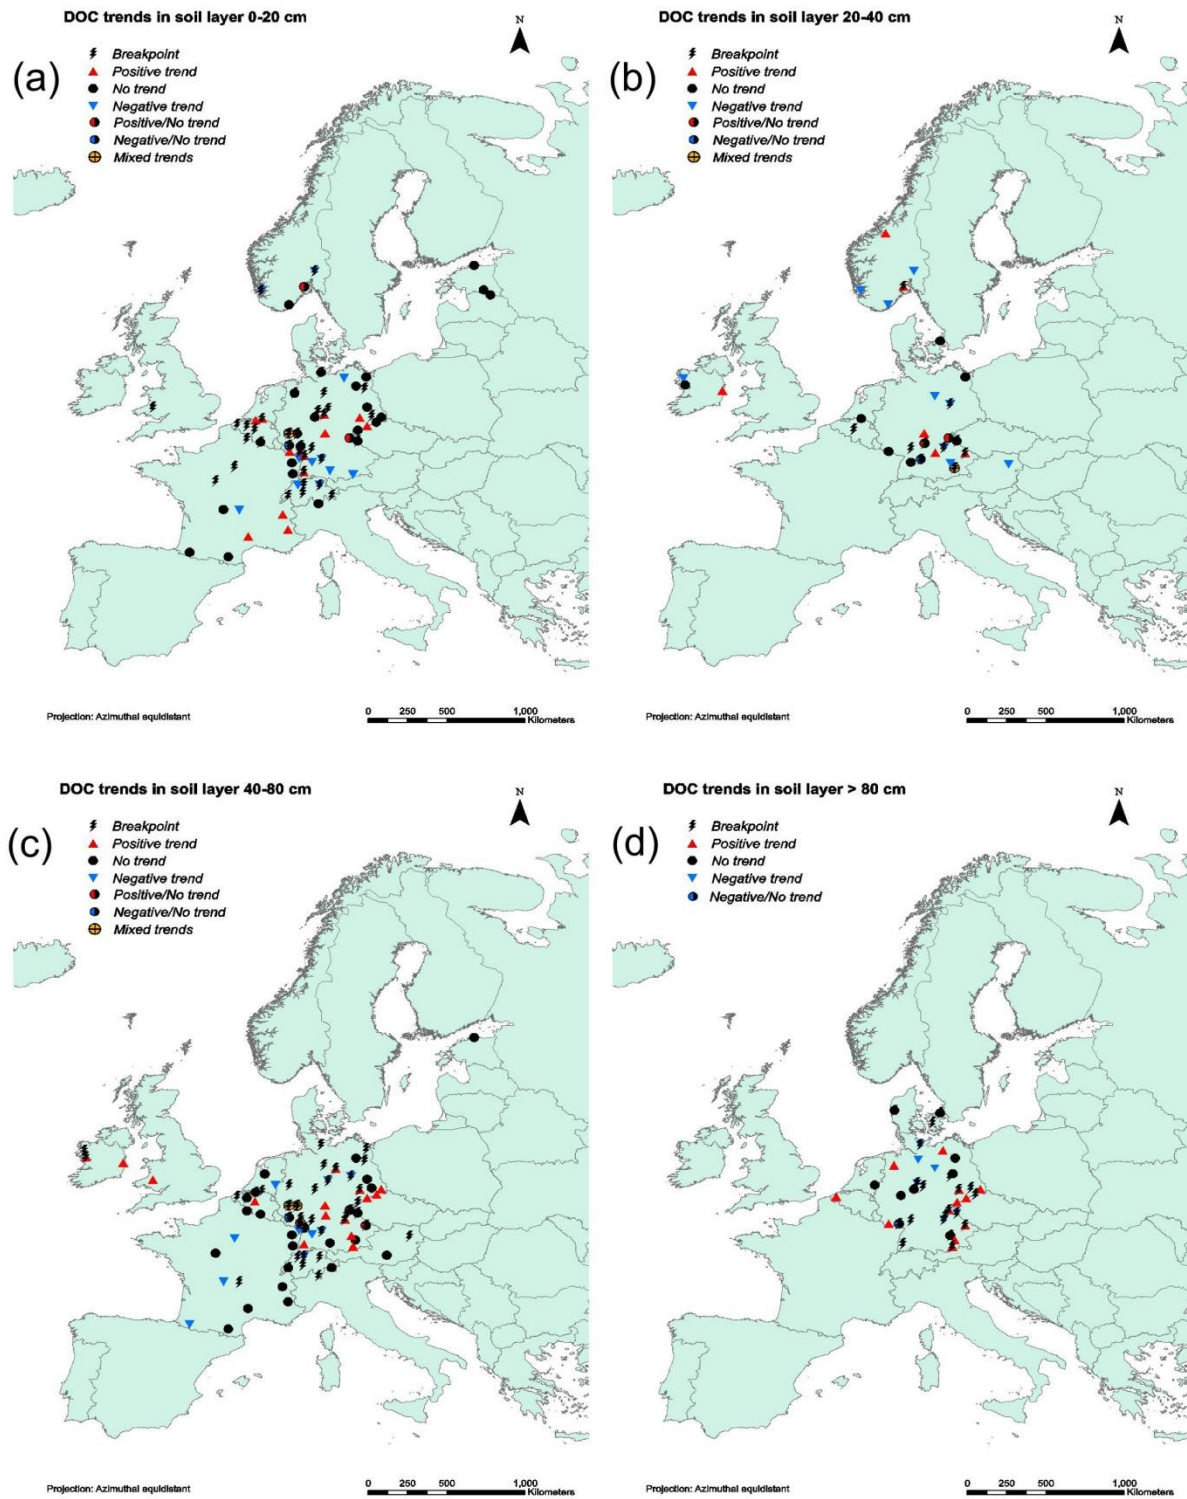 DOC trends in soil layer 0-20 cm
N
(a)
Breakpoint
Positive trend
No trend
Negative trend
Positive/No trend
Negative/No trend
Mixed trends
Projection: Azimuthal equidistant
0 250 500 1,000
Kilometers
DOC trends in soil layer 20-40 cm
N
(b)
Breakpoint
Positive trend
No trend
Negative trend
Positive/No trend
Negative/No trend
Mixed trends
Projection: Azimuthal equidistant
0 250 500 1,000
Kilometers
DOC trends in soil layer 40-80 cm
N
(c)
Breakpoint
Positive trend
No trend
Negative trend
Positive/No trend
Negative/No trend
Mixed trends
Projection: Azimuthal equidistant
0 250 500 1,000
Kilometers
DOC trends in soil layer > 80 cm
N
(d)
Breakpoint
Positive trend
No trend
Negative trend
Negative/No trend
Projection: Azimuthal equidistant
0 250 500 1,000
Kilometers